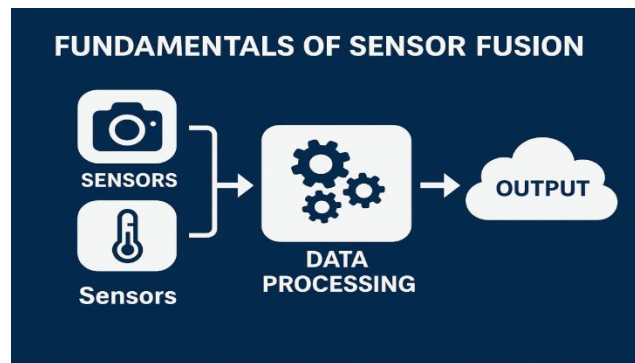 FUNDAMENTALS OF SENSOR FUSION
SENSORS
Sensors
DATA
PROCESSING
OUTPUT